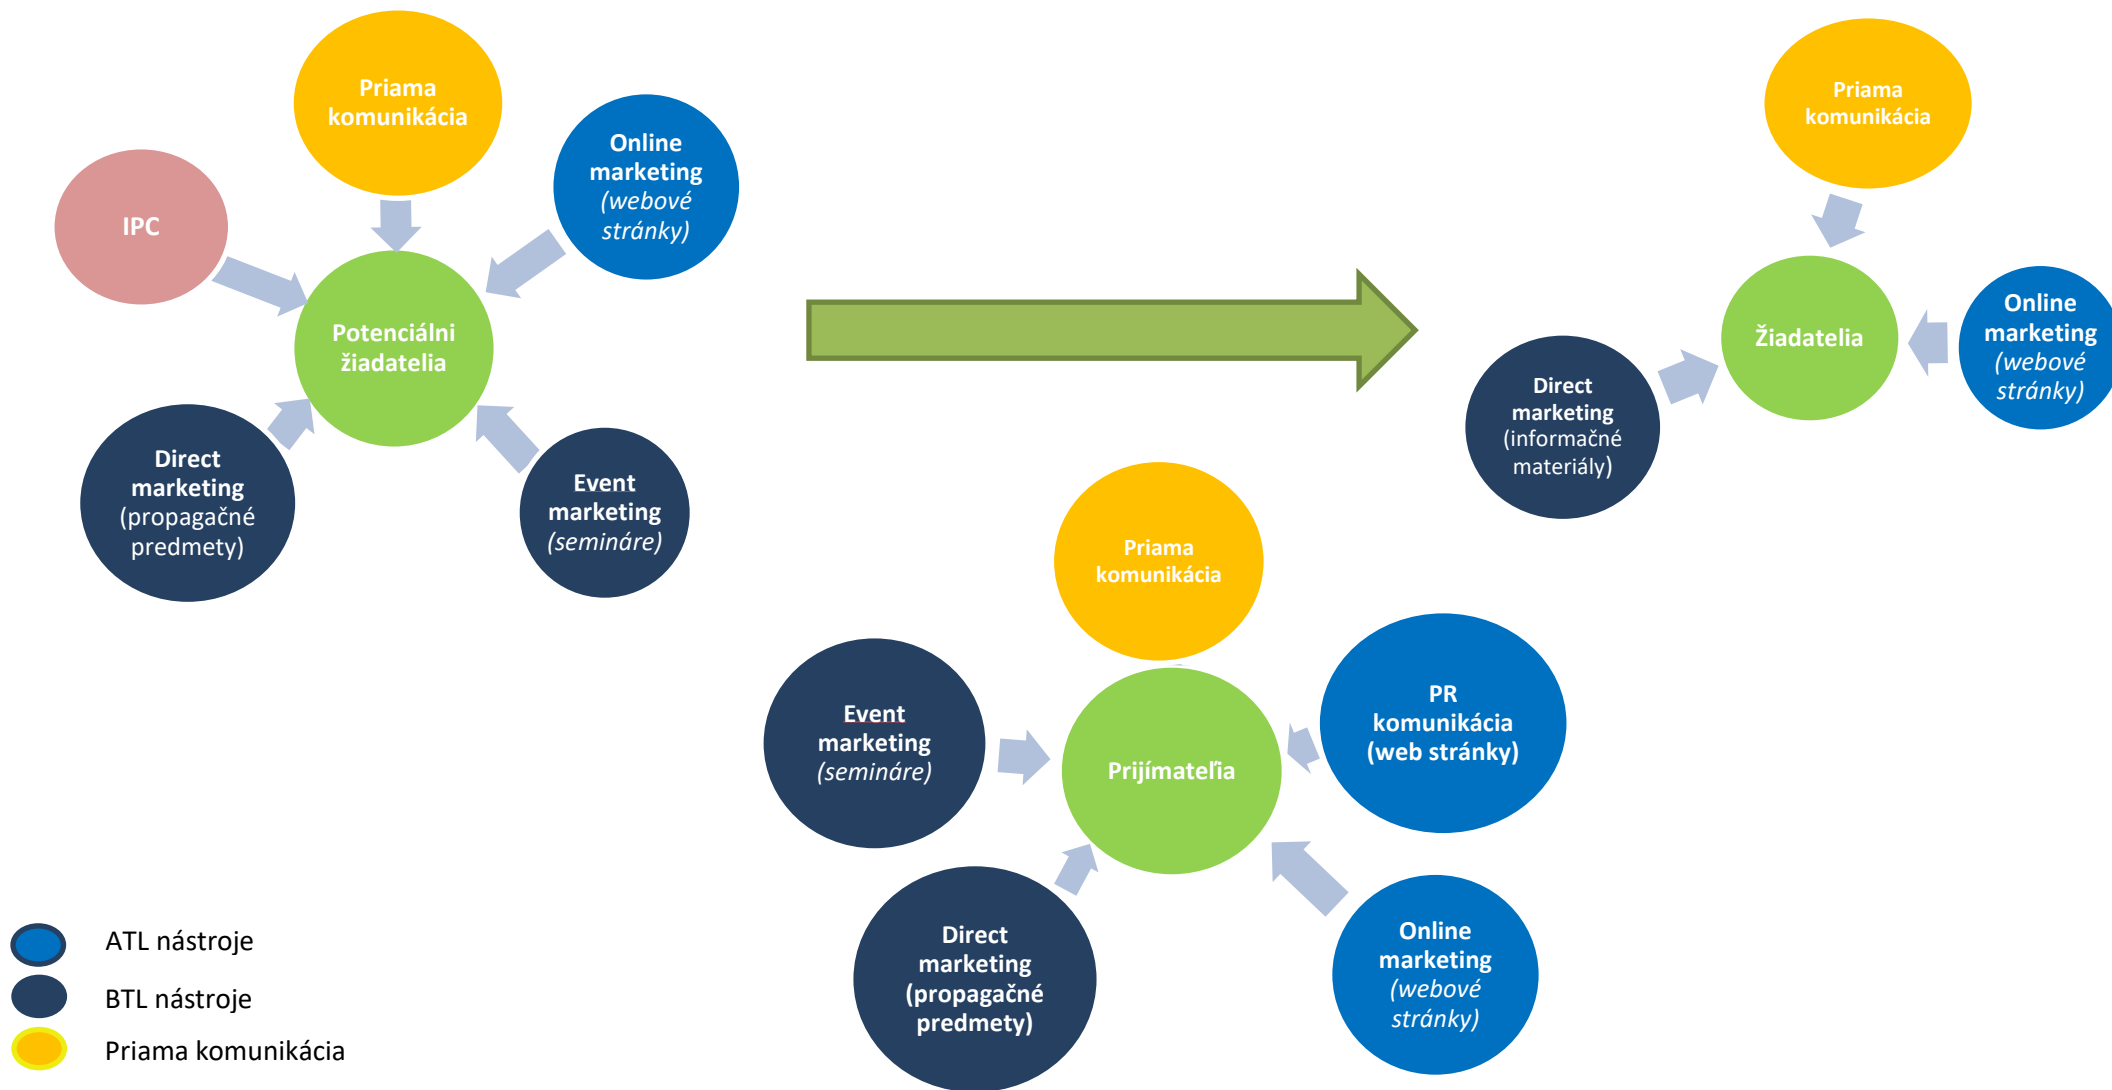 Priama
komunikácia
Online
marketing
(webové
stránky)
IPC
Potenciálni
žiadatelia
Direct
marketing
(propagačné
predmety)
Event
marketing
(semináre)
Priama
komunikácia
Žiadatelia
Online
marketing
(webové
stránky)
Direct
marketing
(informačné
materiály)
Priama
komunikácia
Event
marketing
(semináre)
Prijímateľia
PR
komunikácia
(web stránky)
Direct
marketing
(propagačné
predmety)
Online
marketing
(webové
stránky)
ATL nástroje
BTL nástroje
Priama komunikácia